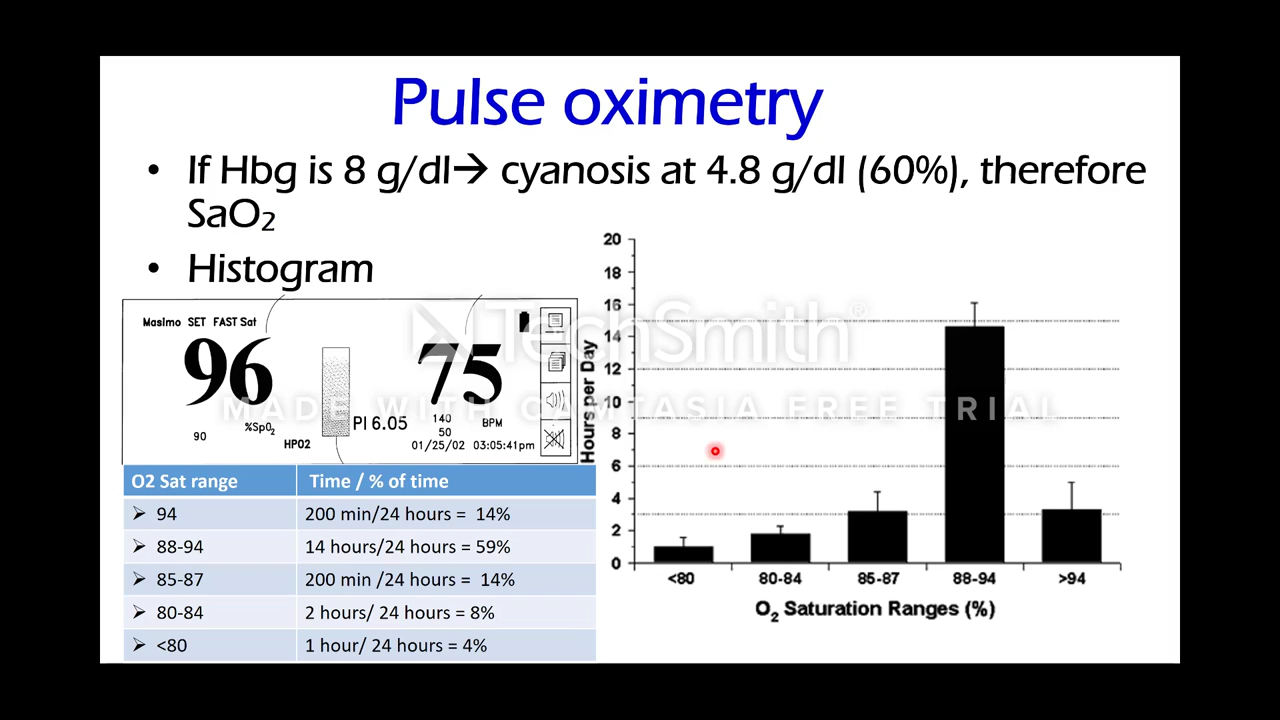 Pulse oximetry
• If Hbg is 8 g/dl→ cyanosis at 4.8 g/dl (60%), therefore
SaO2
• Histogram
Masimo SET FAST Sat
96
75
90
%SpO2
HPO2
PI 6.05
140
50
BPM
01/25/02 03:05:41pm
O2 Sat range Time / % of time
➢ 94 200 min/24 hours = 14%
➢ 88-94 14 hours/24 hours = 59%
➢ 85-87 200 min /24 hours = 14%
➢ 80-84 2 hours/ 24 hours = 8%
➢ <80 1 hour/ 24 hours = 4%
Hours per Day
20
18
16
14
12
10
8
6
4
2
0
<80 80-84 85-87 88-94 >94
O2 Saturation Ranges (%)
TechSmith®
MADE WITH CAMTASIA FREE TRIAL